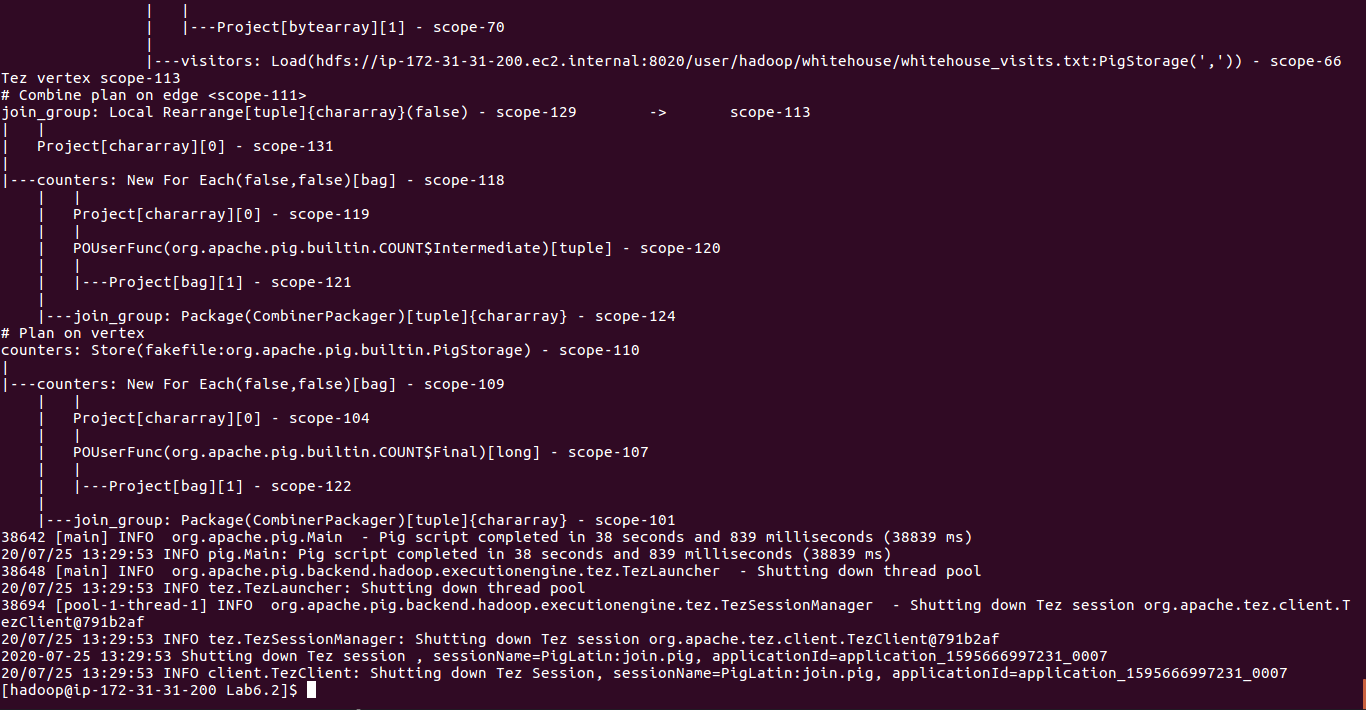 |   |
|   |---Project[bytearray][1] - scope-70
|
|---visitors: Load(hdfs://ip-172-31-31-200.ec2.internal:8020/user/hadoop/whitehouse/whitehouse_visits.txt:PigStorage(',')) - scope-66
Tez vertex scope-113
# Combine plan on edge <scope-111>
join_group: Local Rearrange[tuple]{chararray}(false) - scope-129        ->       scope-113
|   |
|   Project[chararray][0] - scope-131
|
|---counters: New For Each(false,false)[bag] - scope-118
    |   |
    |   Project[chararray][0] - scope-119
    |   |
    |   POUserFunc(org.apache.pig.builtin.COUNT$Intermediate)[tuple] - scope-120
    |   |
    |   |---Project[bag][1] - scope-121
    |
    |---join_group: Package(CombinerPackager)[tuple]{chararray} - scope-124
# Plan on vertex
counters: Store(fakefile:org.apache.pig.builtin.PigStorage) - scope-110
|
|---counters: New For Each(false,false)[bag] - scope-109
    |   |
    |   Project[chararray][0] - scope-104
    |   |
    |   POUserFunc(org.apache.pig.builtin.COUNT$Final)[long] - scope-107
    |   |
    |   |---Project[bag][1] - scope-122
    |
    |---join_group: Package(CombinerPackager)[tuple]{chararray} - scope-101
38642 [main] INFO  org.apache.pig.Main  - Pig script completed in 38 seconds and 839 milliseconds (38839 ms)
20/07/25 13:29:53 INFO pig.Main: Pig script completed in 38 seconds and 839 milliseconds (38839 ms)
38648 [main] INFO  org.apache.pig.backend.hadoop.executionengine.tez.TezLauncher  - Shutting down thread pool
20/07/25 13:29:53 INFO tez.TezLauncher: Shutting down thread pool
38694 [pool-1-thread-1] INFO  org.apache.pig.backend.hadoop.executionengine.tez.TezSessionManager  - Shutting down Tez session org.apache.tez.client.T
ezClient@791b2af
20/07/25 13:29:53 INFO tez.TezSessionManager: Shutting down Tez session org.apache.tez.client.TezClient@791b2af
2020-07-25 13:29:53 Shutting down Tez session , sessionName=PigLatin:join.pig, applicationId=application_1595666997231_0007
20/07/25 13:29:53 INFO client.TezClient: Shutting down Tez Session, sessionName=PigLatin:join.pig, applicationId=application_1595666997231_0007
[hadoop@ip-172-31-31-200 Lab6.2]$